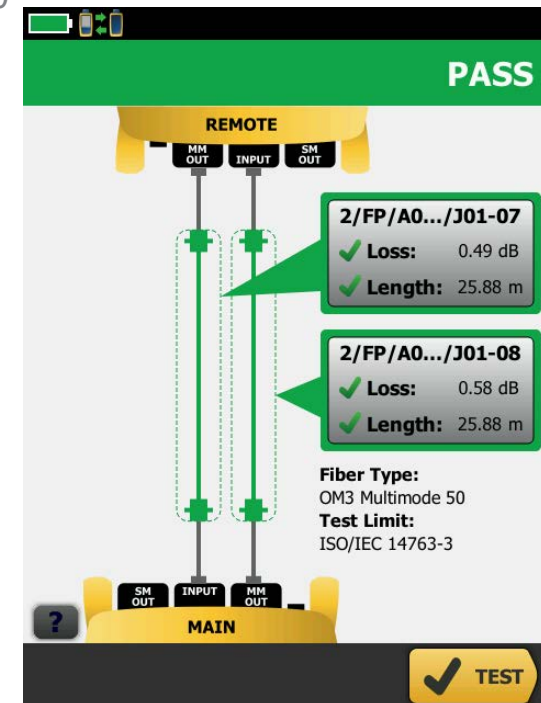 PASS
REMOTE
MM OUT
INPUT
SM OUT
2/FP/A0.../J01-07
Loss: 0.49 dB
Length: 25.88 m
2/FP/A0.../J01-08
Loss: 0.58 dB
Length: 25.88 m
Fiber Type:
OM3 Multimode 50
Test Limit:
ISO/IEC 14763-3
SM OUT
INPUT
MM OUT
?
MAIN
TEST